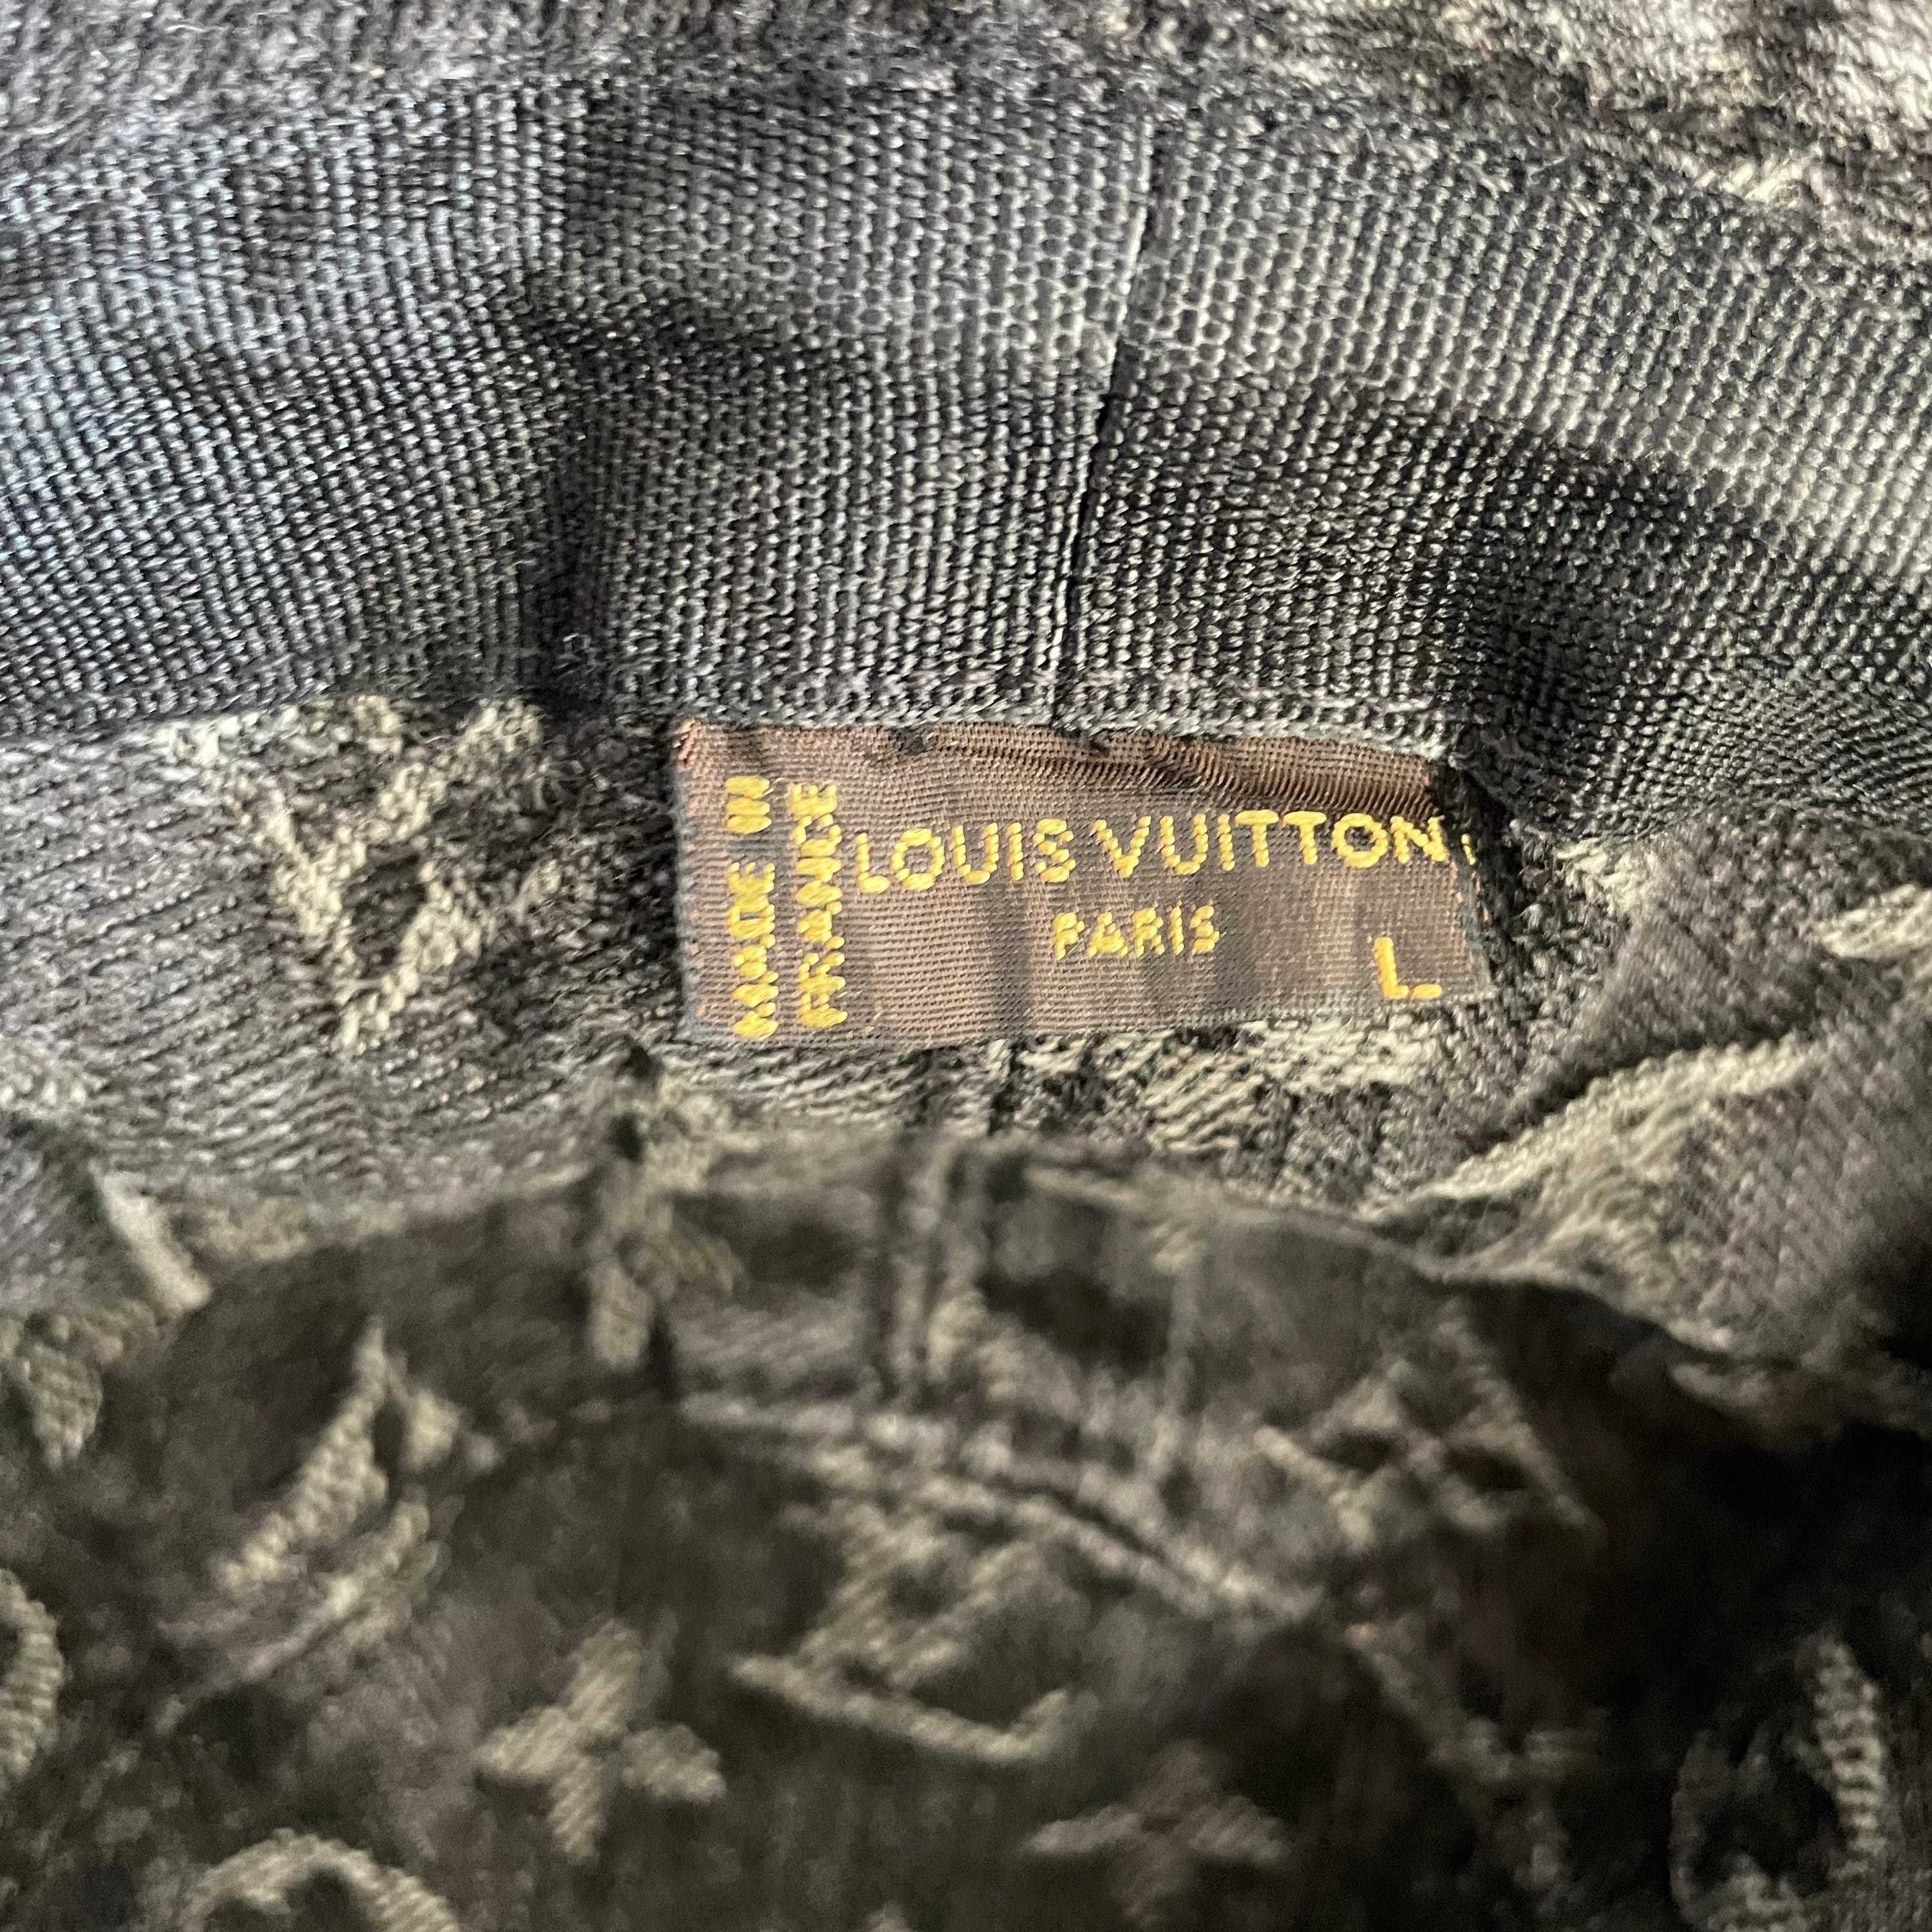 MADE IN
FRANCE
LOUIS VUITTON
PARIS
L